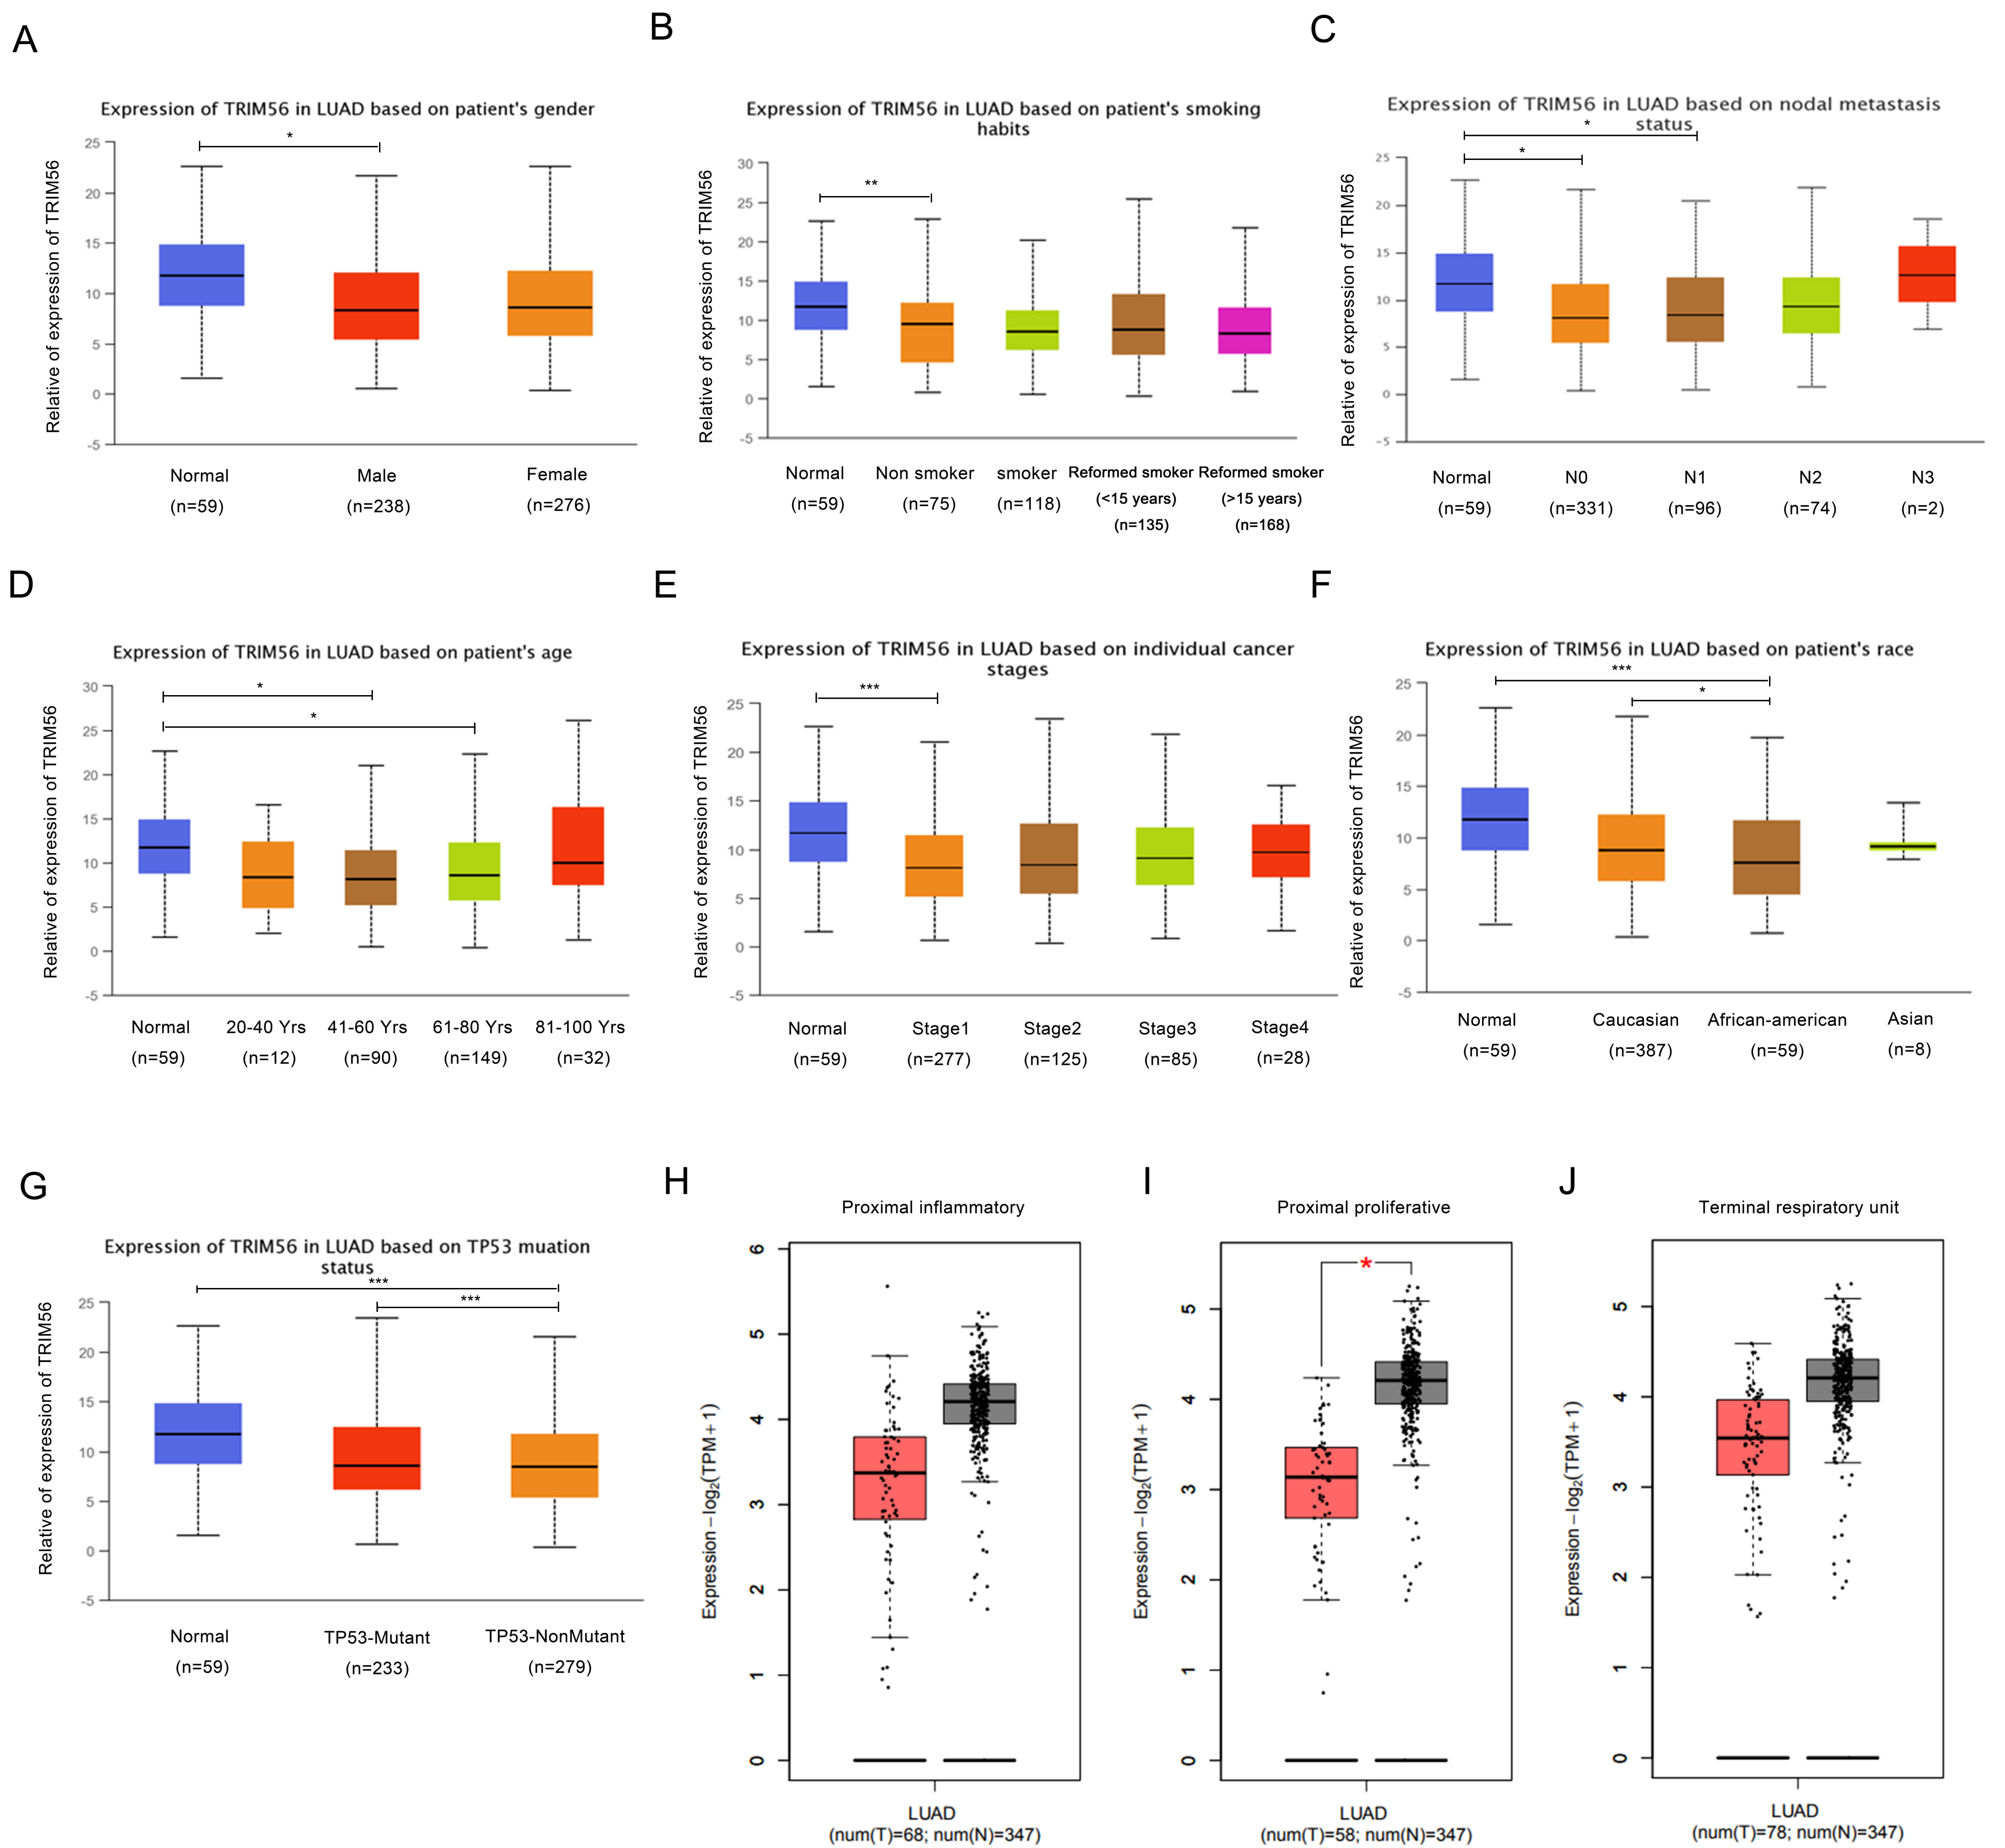 A
Expression of TRIM56 in LUAD based on patient's gender
*
Relative of expression of TRIM56
25
20
15
10
5
0
-5
Normal Male Female
(n=59) (n=238) (n=276)
B
Expression of TRIM56 in LUAD based on patient's smoking
habits
**
Relative of expression of TRIM56
30
25
20
15
10
5
0
-5
Normal Non smoker smoker Reformed smoker Reformed smoker
(<15 years) (>15 years)
(n=59) (n=75) (n=118) (n=135) (n=168)
C
Expression of TRIM56 in LUAD based on nodal metastasis
status
*
*
Relative of expression of TRIM56
25
20
15
10
5
0
-5
Normal N0 N1 N2 N3
(n=59) (n=331) (n=96) (n=74) (n=2)
D
Expression of TRIM56 in LUAD based on patient's age
*
*
Relative of expression of TRIM56
30
25
20
15
10
5
0
-5
Normal 20-40 Yrs 41-60 Yrs 61-80 Yrs 81-100 Yrs
(n=59) (n=12) (n=90) (n=149) (n=32)
E
Expression of TRIM56 in LUAD based on individual cancer
stages
***
Relative of expression of TRIM56
25
20
15
10
5
0
-5
Normal Stage1 Stage2 Stage3 Stage4
(n=59) (n=277) (n=125) (n=85) (n=28)
F
Expression of TRIM56 in LUAD based on patient's race
***
*
Relative of expression of TRIM56
25
20
15
10
5
0
-5
Normal Caucasian African-american Asian
(n=59) (n=387) (n=59) (n=8)
G
Expression of TRIM56 in LUAD based on TP53 muation
status
***
***
Relative of expression of TRIM56
25
20
15
10
5
0
-5
Normal TP53-Mutant TP53-NonMutant
(n=59) (n=233) (n=279)
H
Proximal inflammatory
Expression – log₂(TPM + 1)
6
5
4
3
2
1
0
LUAD
(num(T)=68; num(N)=347)
I
Proximal proliferative
*
Expression – log₂(TPM + 1)
5
4
3
2
1
0
LUAD
(num(T)=58; num(N)=347)
J
Terminal respiratory unit
Expression – log₂(TPM + 1)
5
4
3
2
1
0
LUAD
(num(T)=78; num(N)=347)